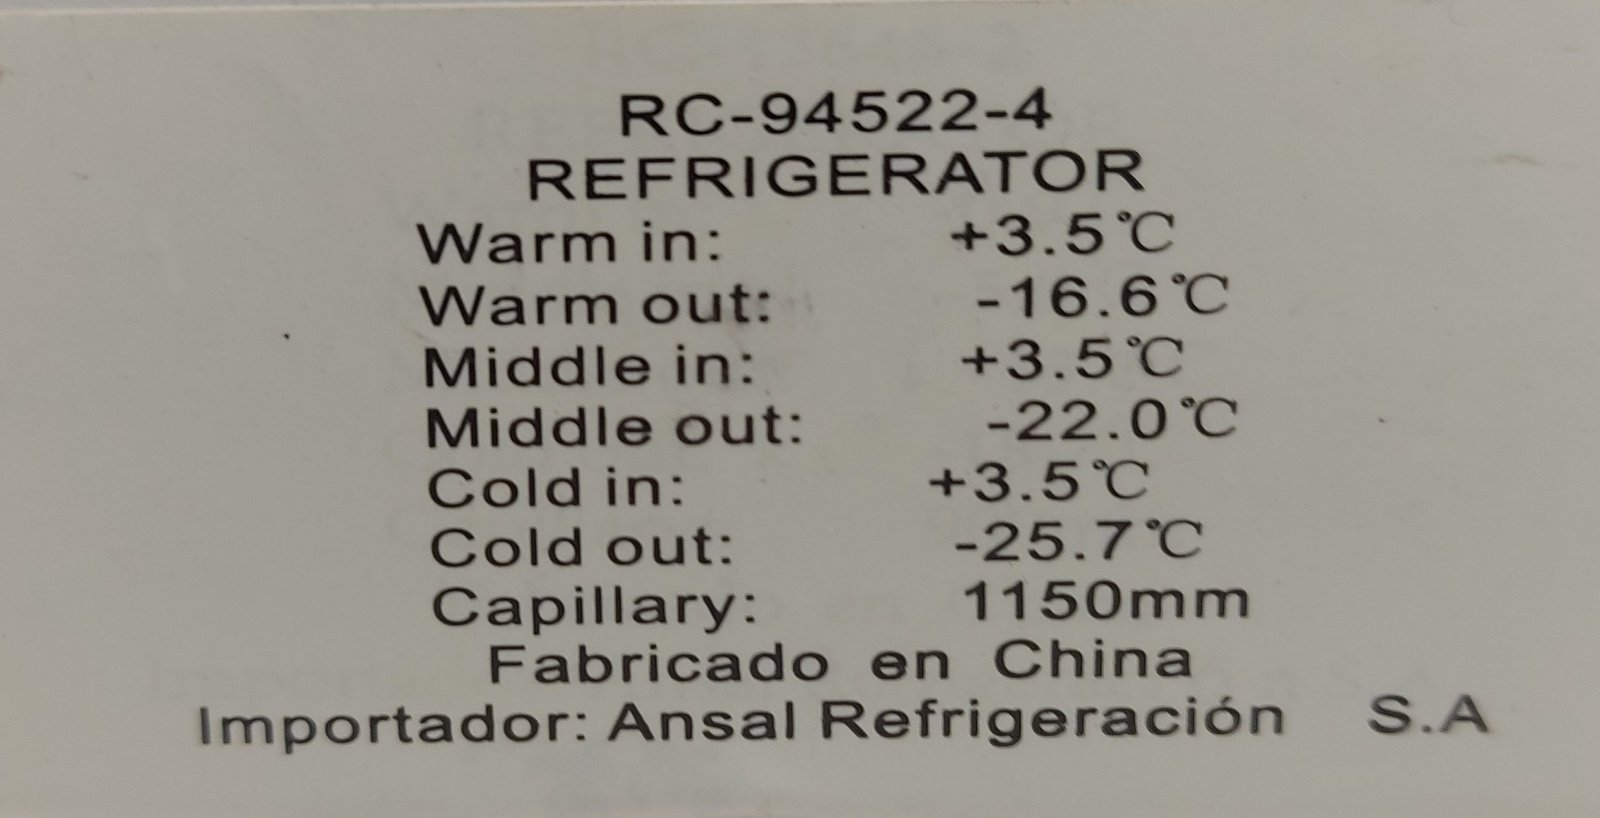 RC-94522-4
REFRIGERATOR
Warm in: +3.5℃
Warm out: -16.6℃
Middle in: +3.5℃
Middle out: -22.0℃
Cold in: +3.5℃
Cold out: -25.7℃
Capillary: 1150mm
Fabricado en China
Importador: Ansal Refrigeración S.A